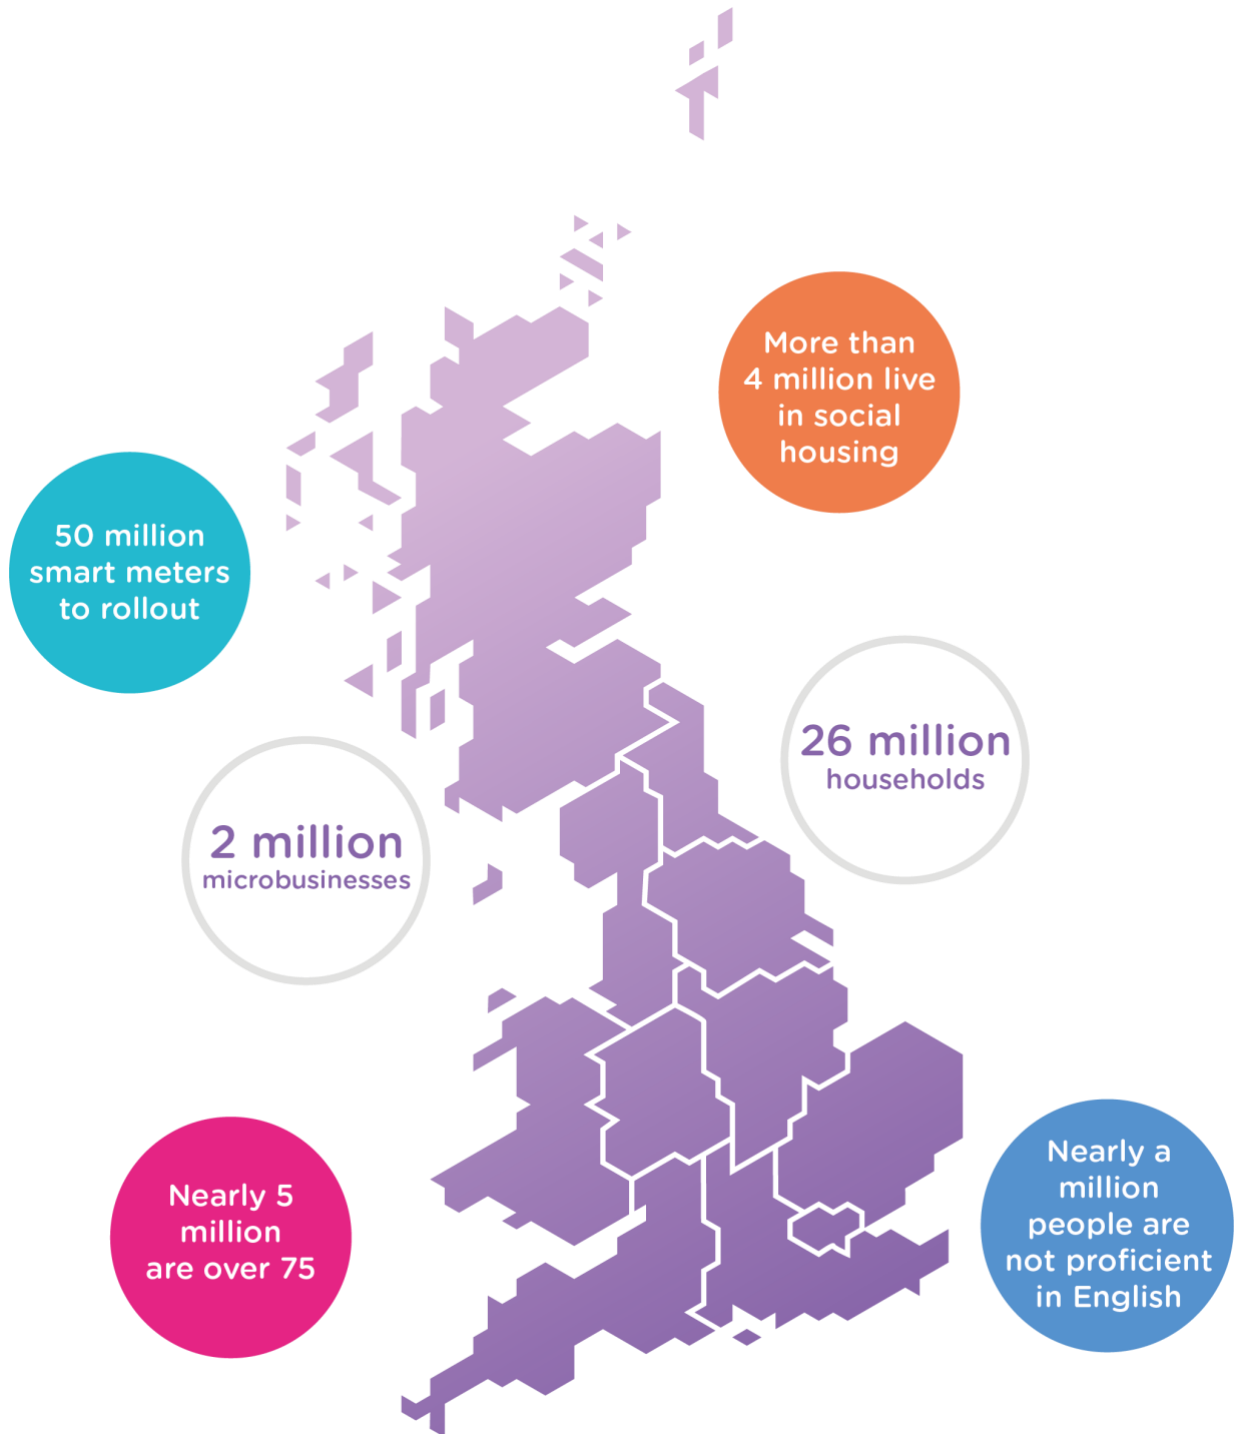 More than
4 million live
in social
housing
50 million
smart meters
to rollout
26 million
households
2 million
microbusinesses
Nearly 5
million
are over 75
Nearly a
million
people are
not proficient
in English